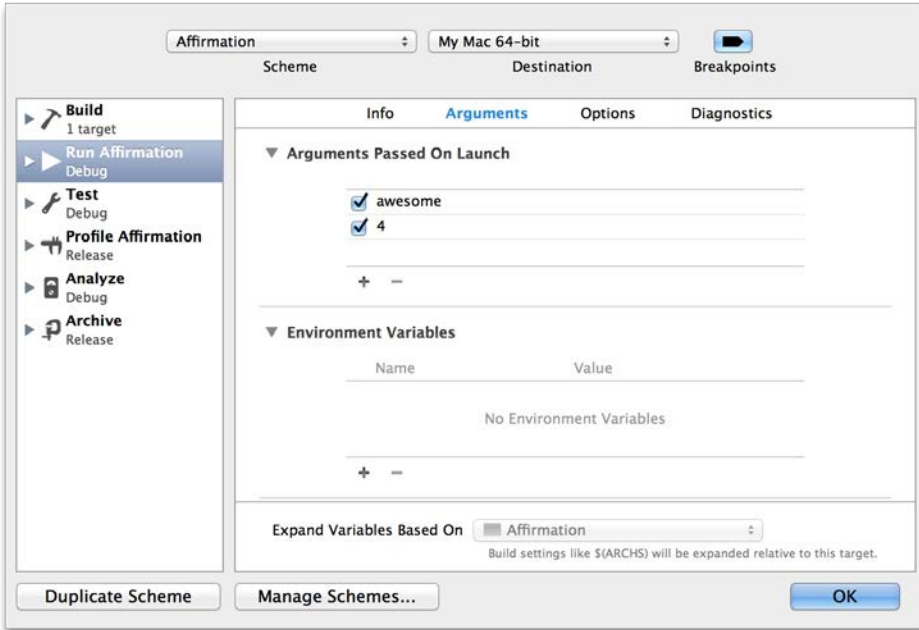 Affirmation
My Mac 64-bit
Scheme
Destination
Breakpoints
Build
1 target
Run Affirmation
Debug
Test
Debug
Profile Affirmation
Release
Analyze
Debug
Archive
Release
Info Arguments Options Diagnostics
Arguments Passed On Launch
awesome
4
Environment Variables
Name Value
No Environment Variables
Expand Variables Based On Affirmation
Build settings like $(ARCHS) will be expanded relative to this target.
Duplicate Scheme
Manage Schemes...
OK